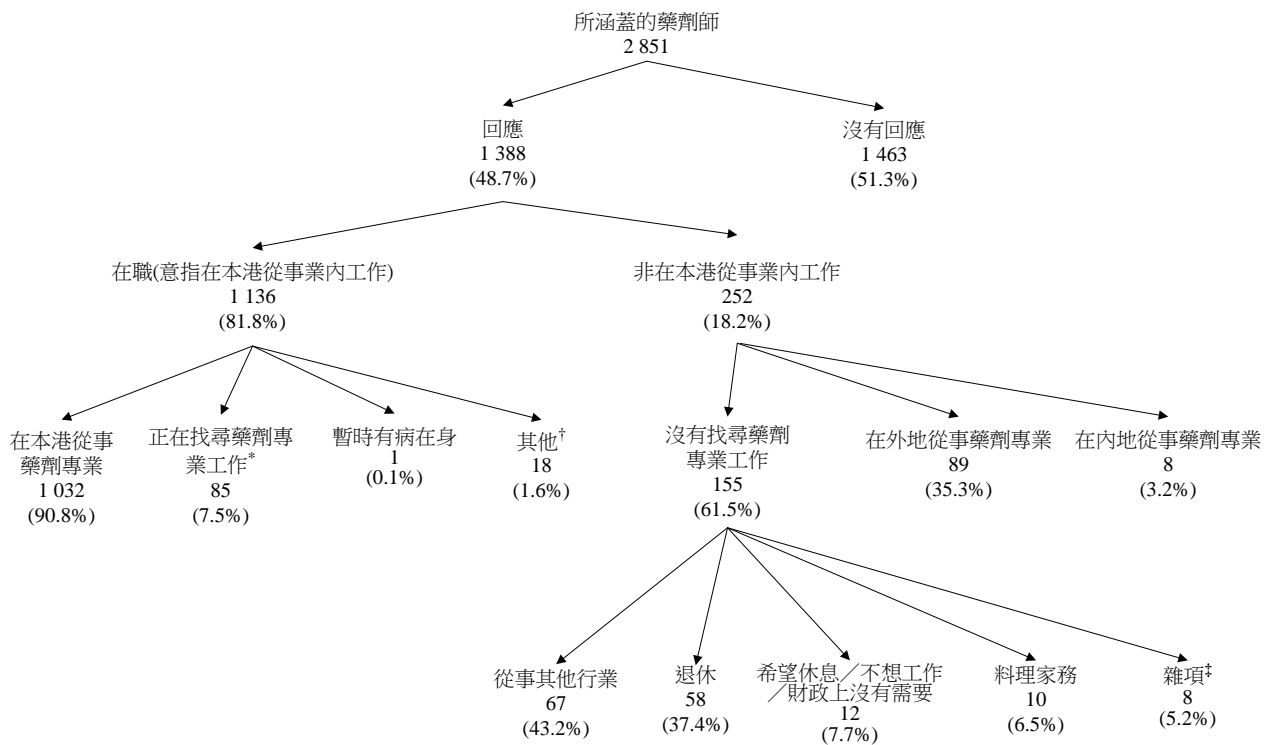 所涵蓋的藥劑師
2 851
回應
1 388
(48.7%)
沒有回應
1 463
(51.3%)
在職(意指在本港從事業內工作)
1 136
(81.8%)
非在本港從事業內工作
252
(18.2%)
在本港從事
藥劑專業
1 032
(90.8%)
正在找尋藥劑專
業工作*
85
(7.5%)
暫時有病在身
1
(0.1%)
其他†
18
(1.6%)
沒有找尋藥劑
專業工作
155
(61.5%)
在外地從事藥劑專業
89
(35.3%)
在內地從事藥劑專業
8
(3.2%)
從事其他行業
67
(43.2%)
退休
58
(37.4%)
希望休息／不想工作
／財政上沒有需要
12
(7.7%)
料理家務
10
(6.5%)
雜項‡
8
(5.2%)